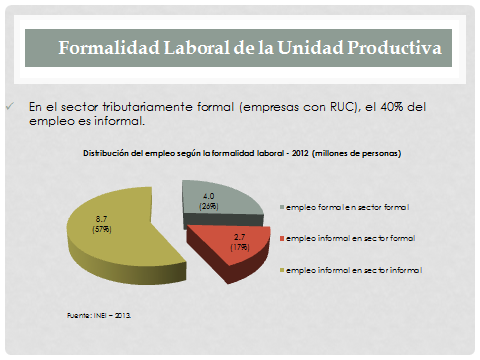 Formalidad Laboral de la Unidad Productiva
En el sector tributariamente formal (empresas con RUC), el 40% del
empleo es informal.
Distribución del empleo según la formalidad laboral - 2012 (millones de personas)
4.0
(26%)
8.7
(57%)
2.7
(17%)
empleo formal en sector formal
empleo informal en sector formal
empleo informal en sector informal
Fuente: INEI – 2013.